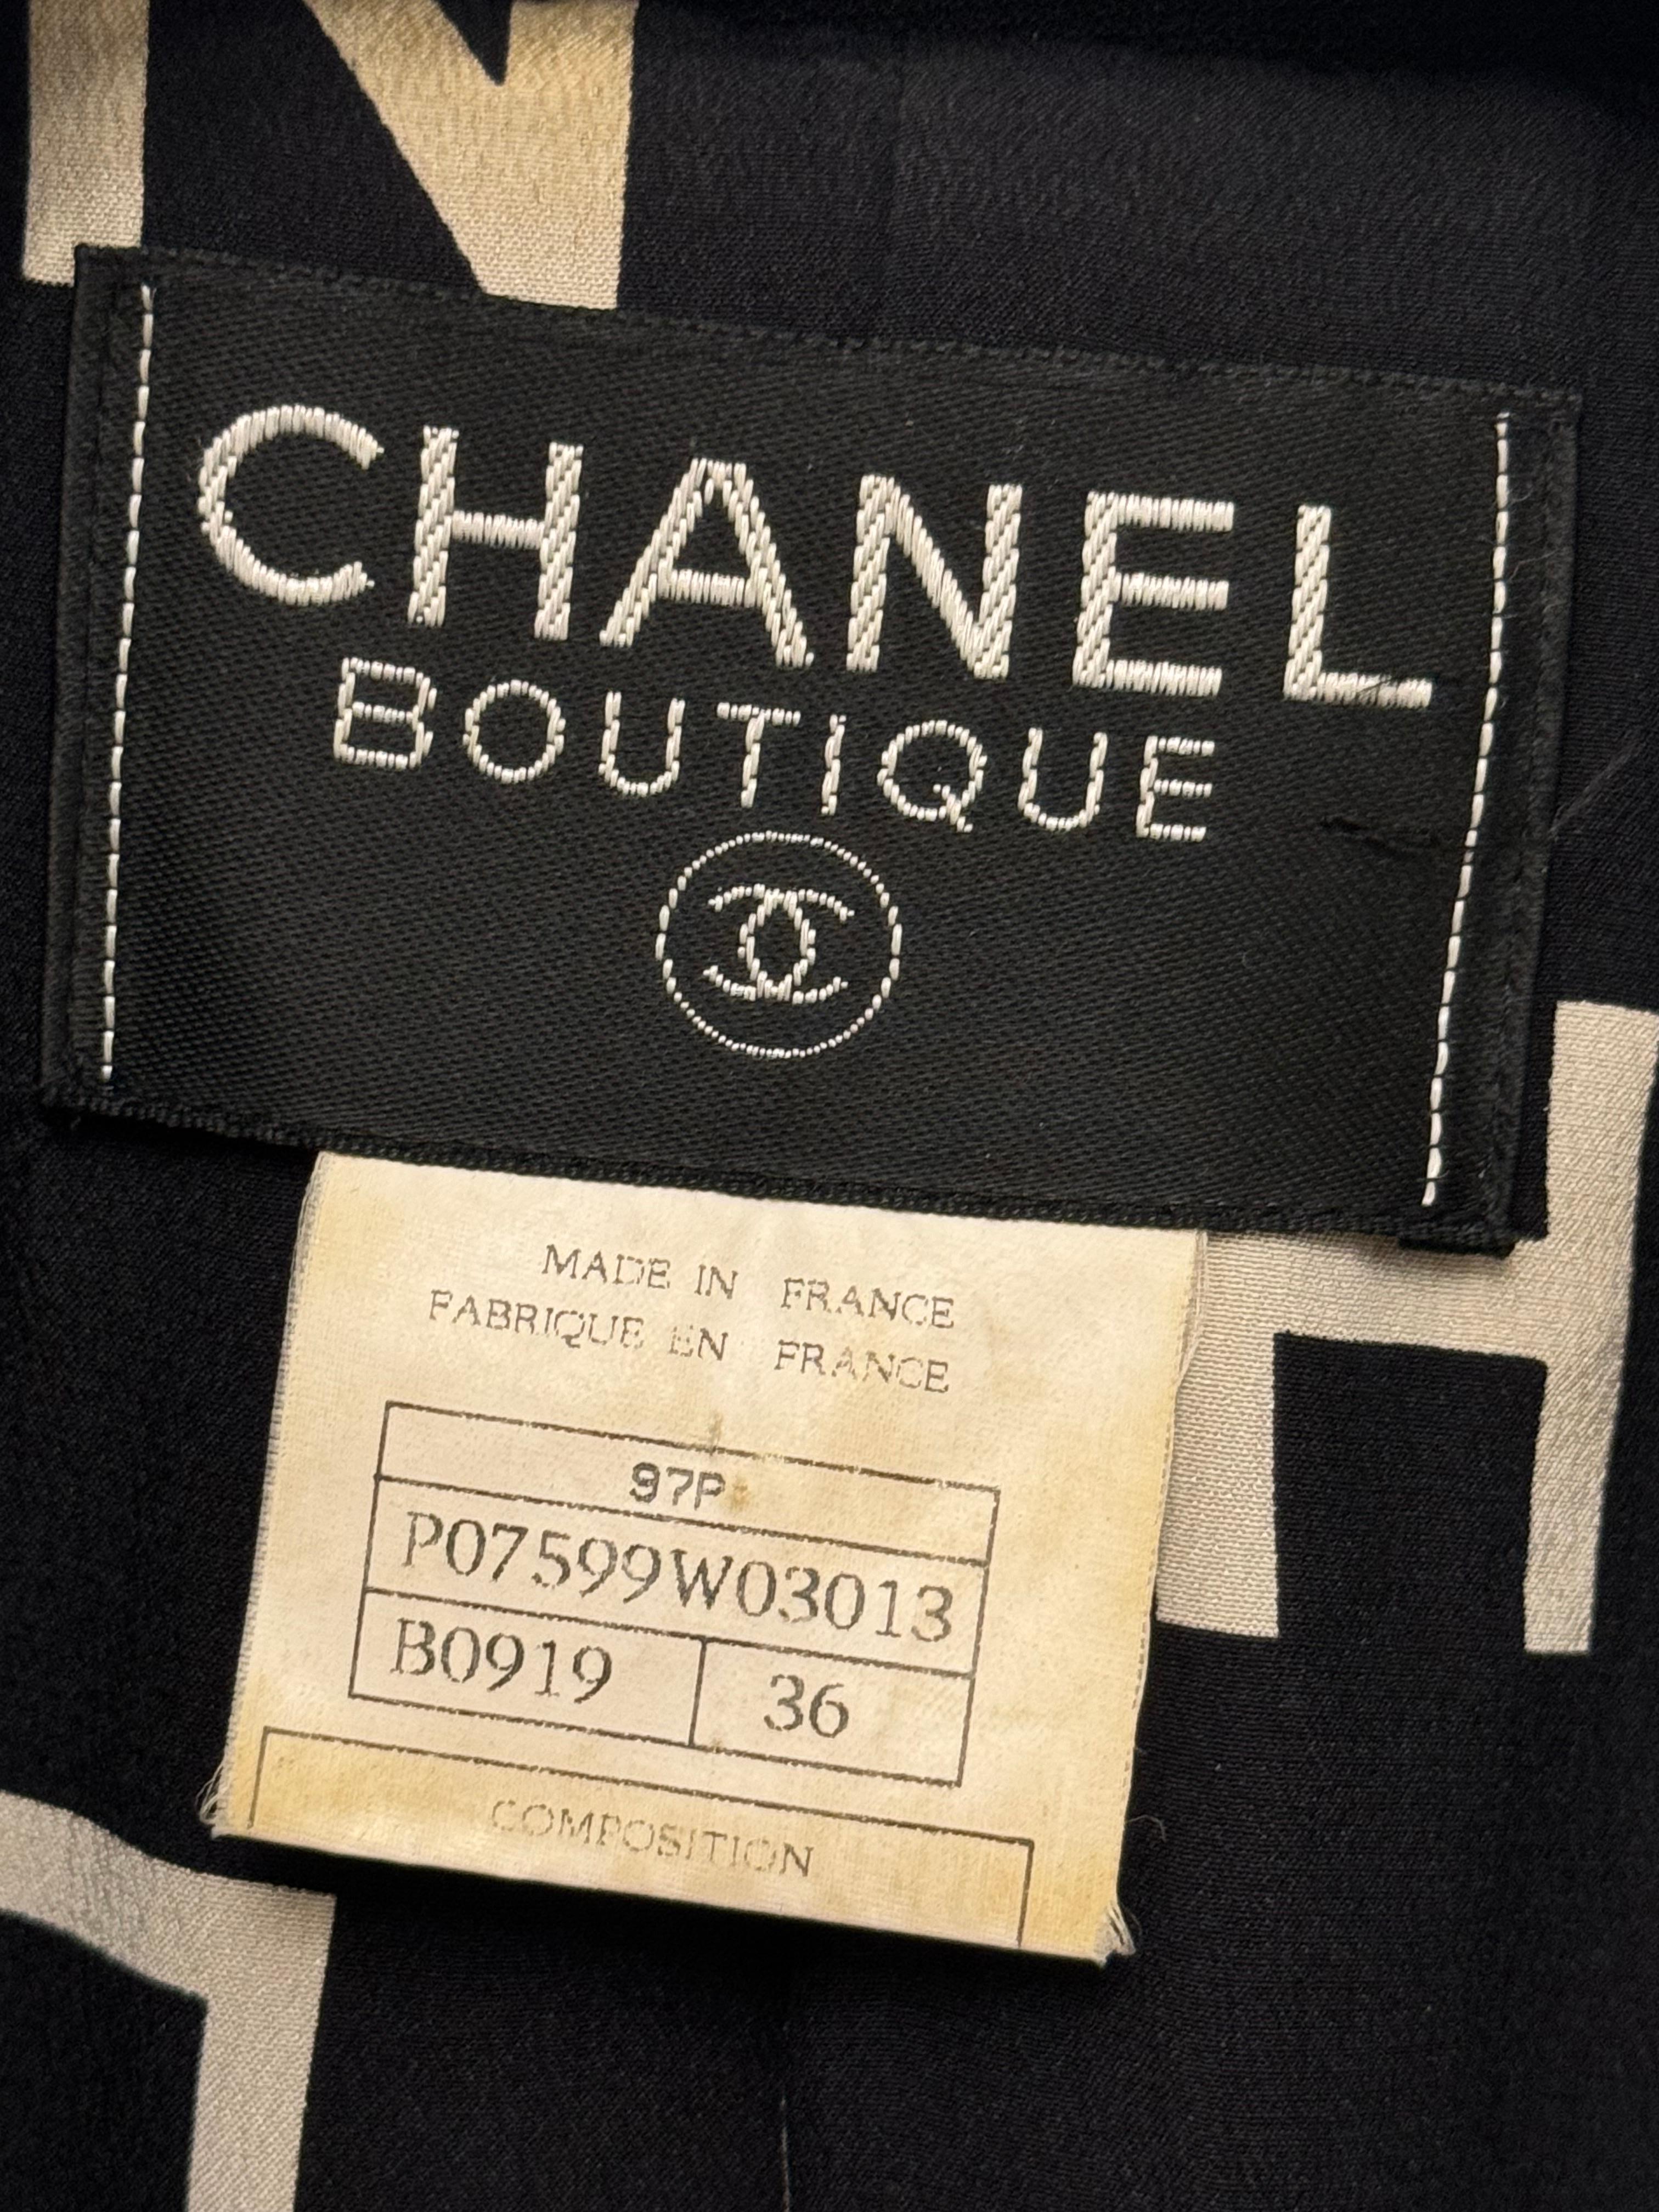 N
CHANEL
BOUTIQUE
MADE IN FRANCE
FABRIQUE EN FRANCE
97P
P07599W03013
B0919 36
COMPOSITION
H